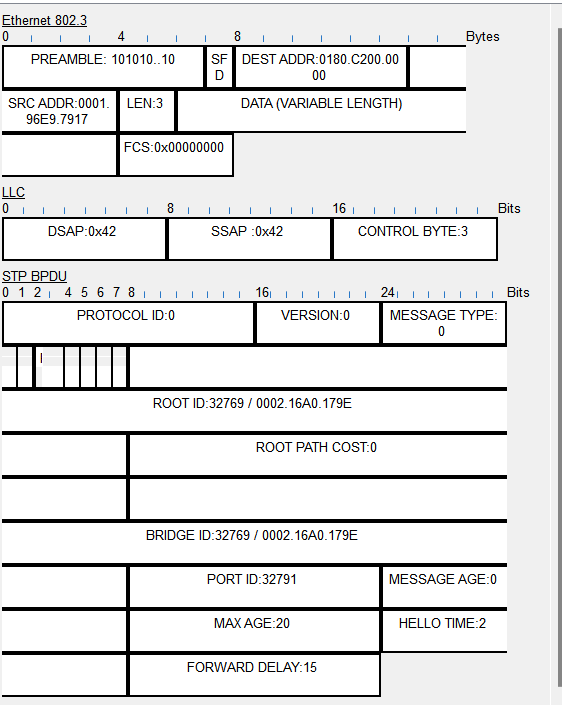 Ethernet 802.3
0 4 8 Bytes
PREAMBLE: 101010..10
SF
D
DEST ADDR:0180.C200.00
00
SRC ADDR:0001.
96E9.7917
LEN:3
DATA (VARIABLE LENGTH)
FCS:0x00000000
LLC
0 8 16 Bits
DSAP:0x42
SSAP :0x42
CONTROL BYTE:3
STP BPDU
0 1 2 4 5 6 7 8 16 24 Bits
PROTOCOL ID:0
VERSION:0
MESSAGE TYPE:
0
ROOT ID:32769 / 0002.16A0.179E
ROOT PATH COST:0
BRIDGE ID:32769 / 0002.16A0.179E
PORT ID:32791
MESSAGE AGE:0
MAX AGE:20
HELLO TIME:2
FORWARD DELAY:15